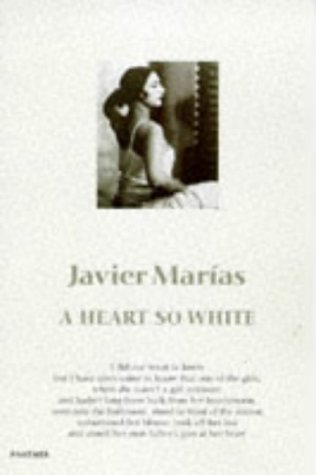 Javier Marías
A HEART SO WHITE
I did not want to know
but I have since come to know that one of the girls,
when she wasn't a girl anymore
and hadn't long been back from her honeymoon,
went into the bathroom, stood in front of the mirror,
unbuttoned her blouse, took off her bra
and aimed her own father's gun at her heart
PANTHER